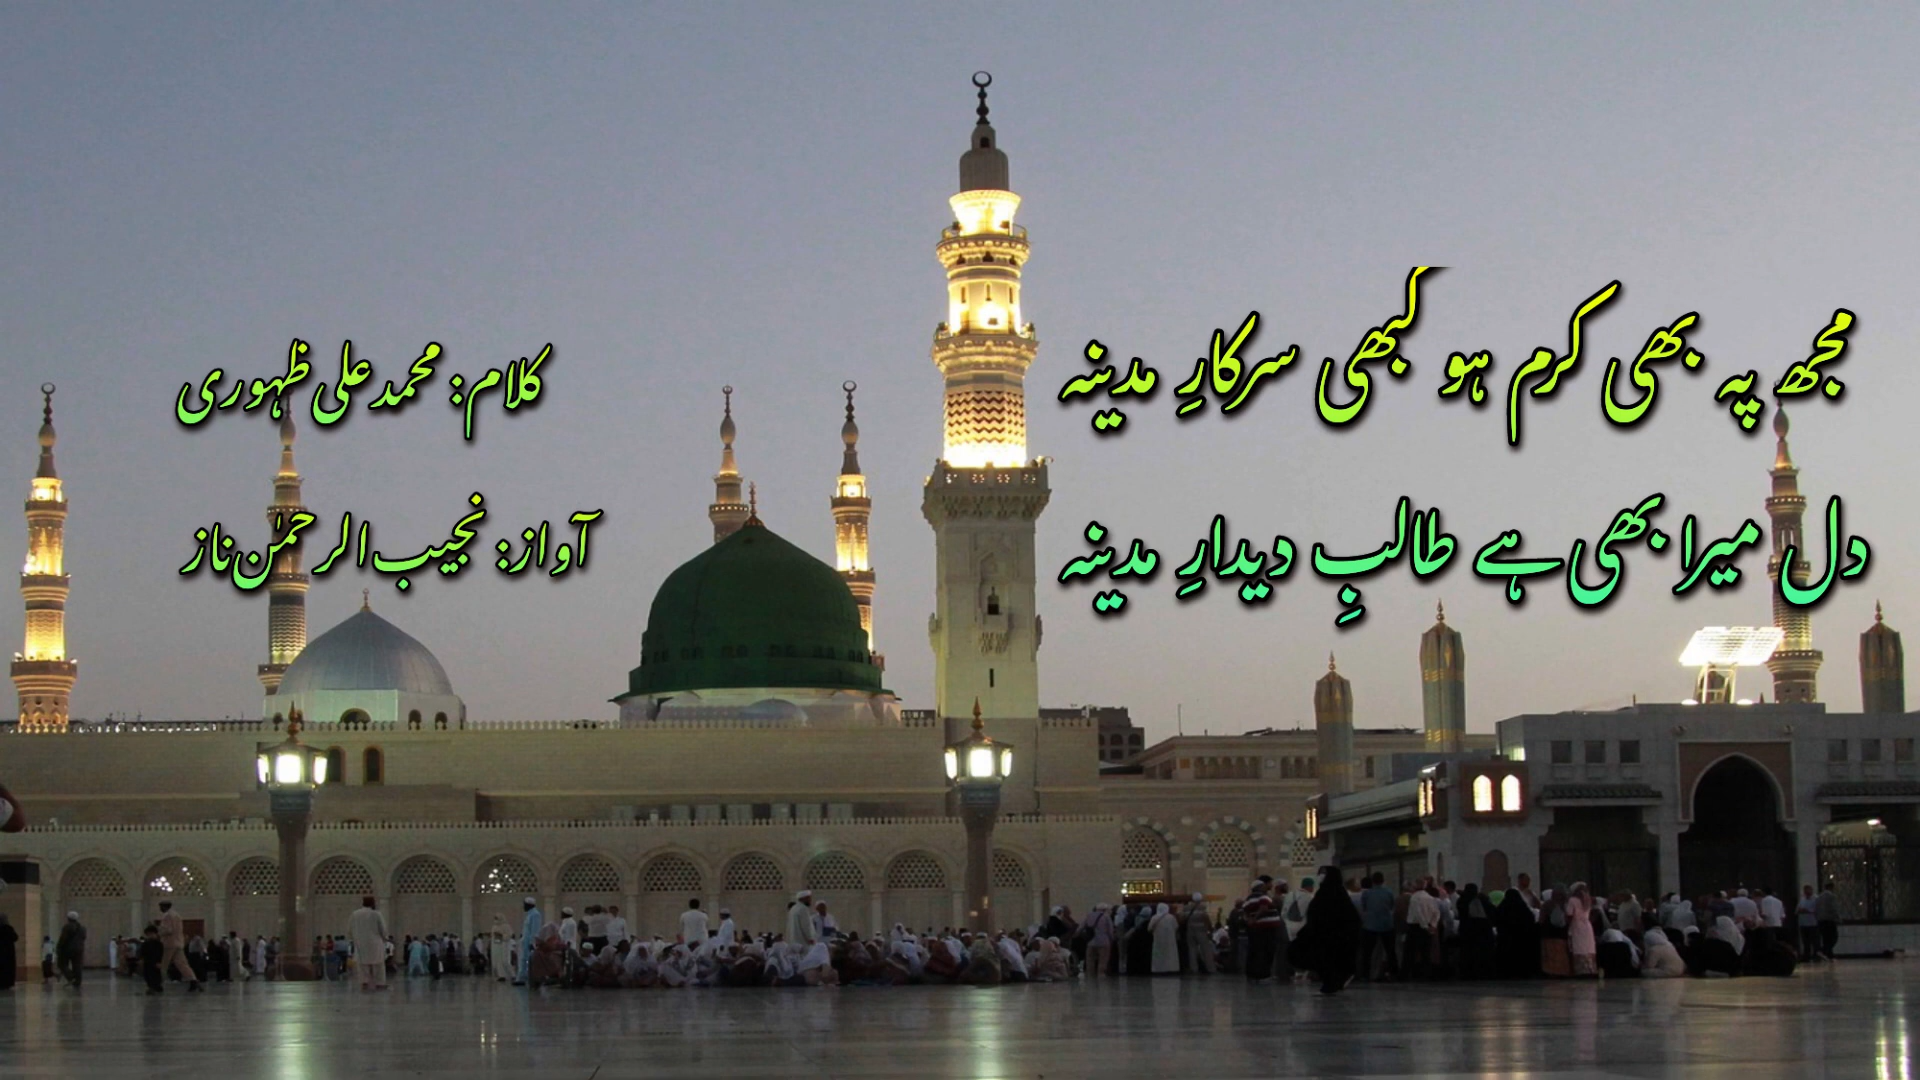 مجھ پہ بھی کرم ہو کبھی سرکارِ مدینہ
دل میرا بھی ہے طالبِ دیدارِ مدینہ
کلام: محمد علی ظہوری
آواز: نجیب الرحمٰن ناز